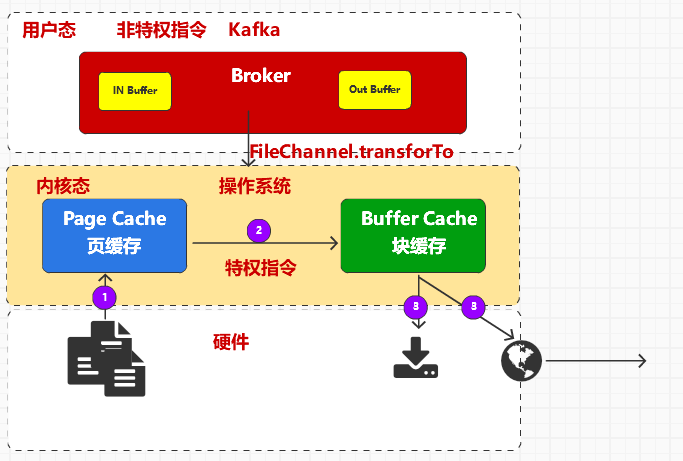 用户态 非特权指令 Kafka
Broker
IN Buffer
Out Buffer
FileChannel.transforTo
内核态 操作系统
Page Cache
页缓存
2
特权指令
Buffer Cache
块缓存
1
3
3
硬件